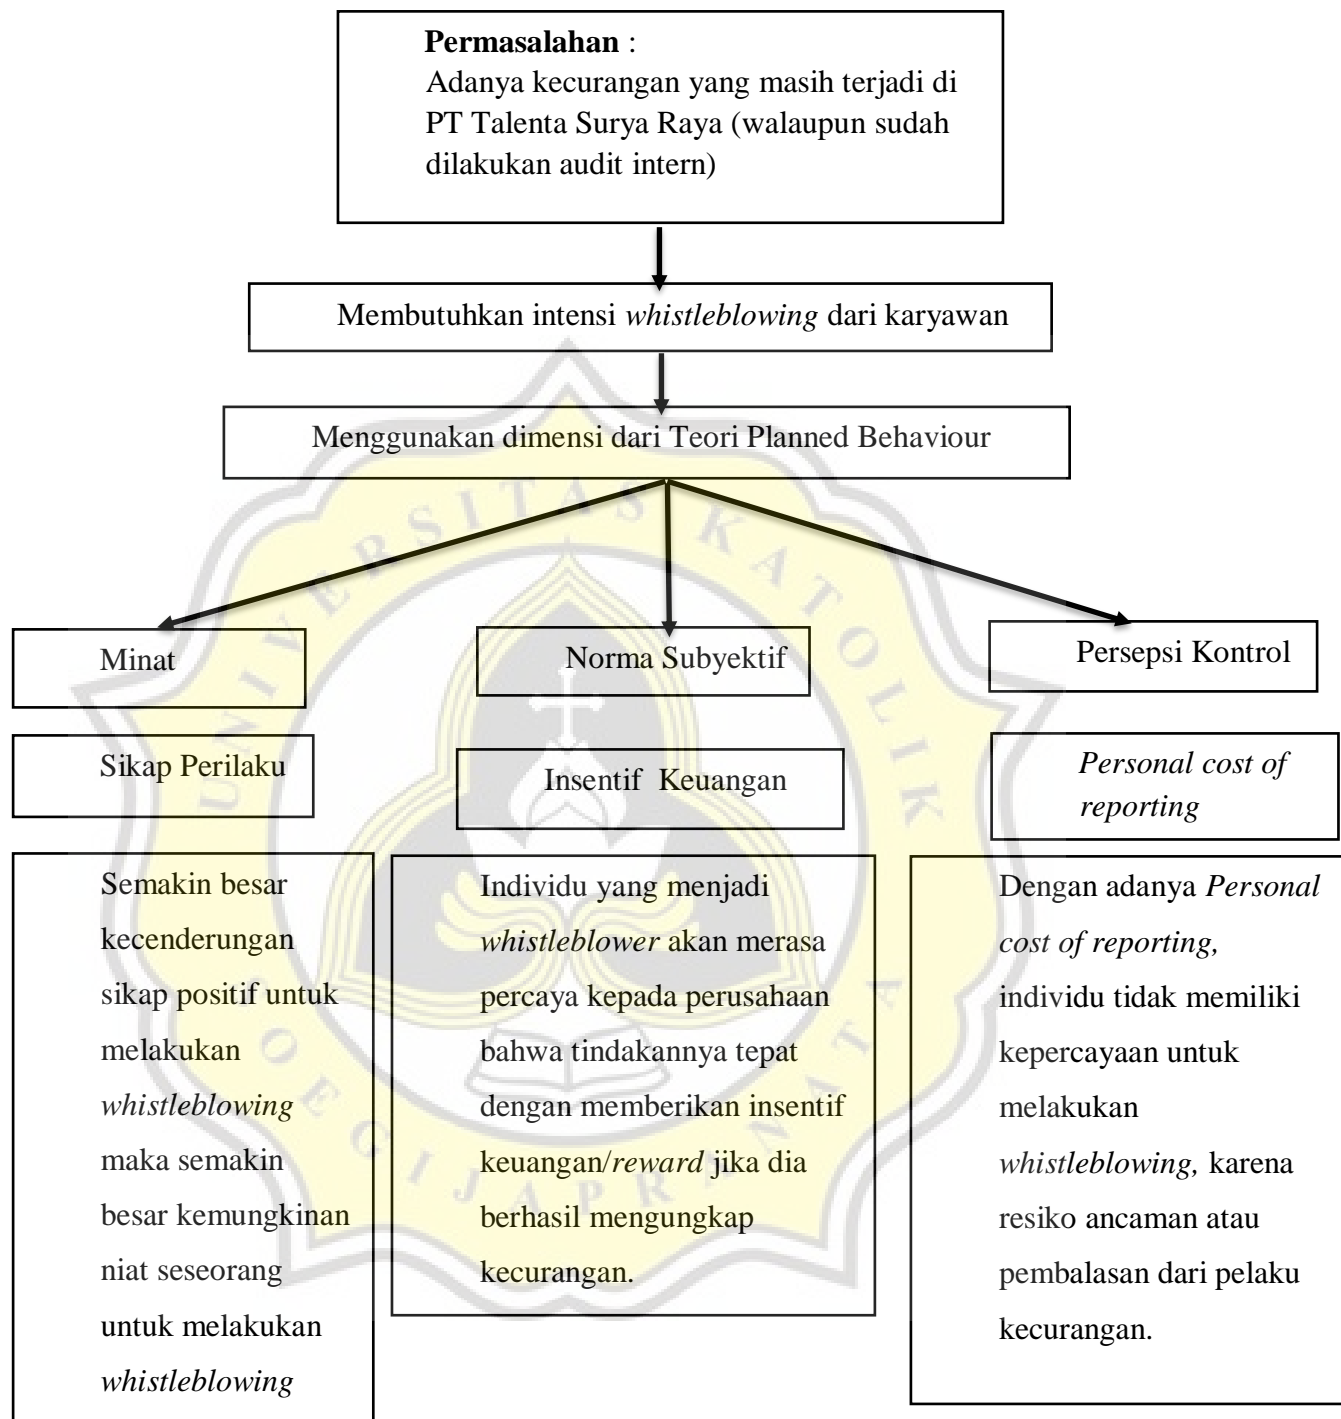 Permasalahan :
Adanya kecurangan yang masih terjadi di
PT Talenta Surya Raya (walaupun sudah
dilakukan audit intern)
Membutuhkan intensi whistleblowing dari karyawan
Menggunakan dimensi dari Teori Planned Behaviour
Minat
Norma Subyektif
Persepsi Kontrol
Sikap Perilaku
Insentif Keuangan
Personal cost of
reporting
Semakin besar
kecenderungan
sikap positif untuk
melakukan
whistleblowing
maka semakin
besar kemungkinan
niat seseorang
untuk melakukan
whistleblowing
Individu yang menjadi
whistleblower akan merasa
percaya kepada perusahaan
bahwa tindakannya tepat
dengan memberikan insentif
keuangan/reward jika dia
berhasil mengungkap
kecurangan.
Dengan adanya Personal
cost of reporting,
individu tidak memiliki
kepercayaan untuk
melakukan
whistleblowing, karena
resiko ancaman atau
pembalasan dari pelaku
kecurangan.
UNIVERSITAS KATOLIK
SOEGIJAPRANATA